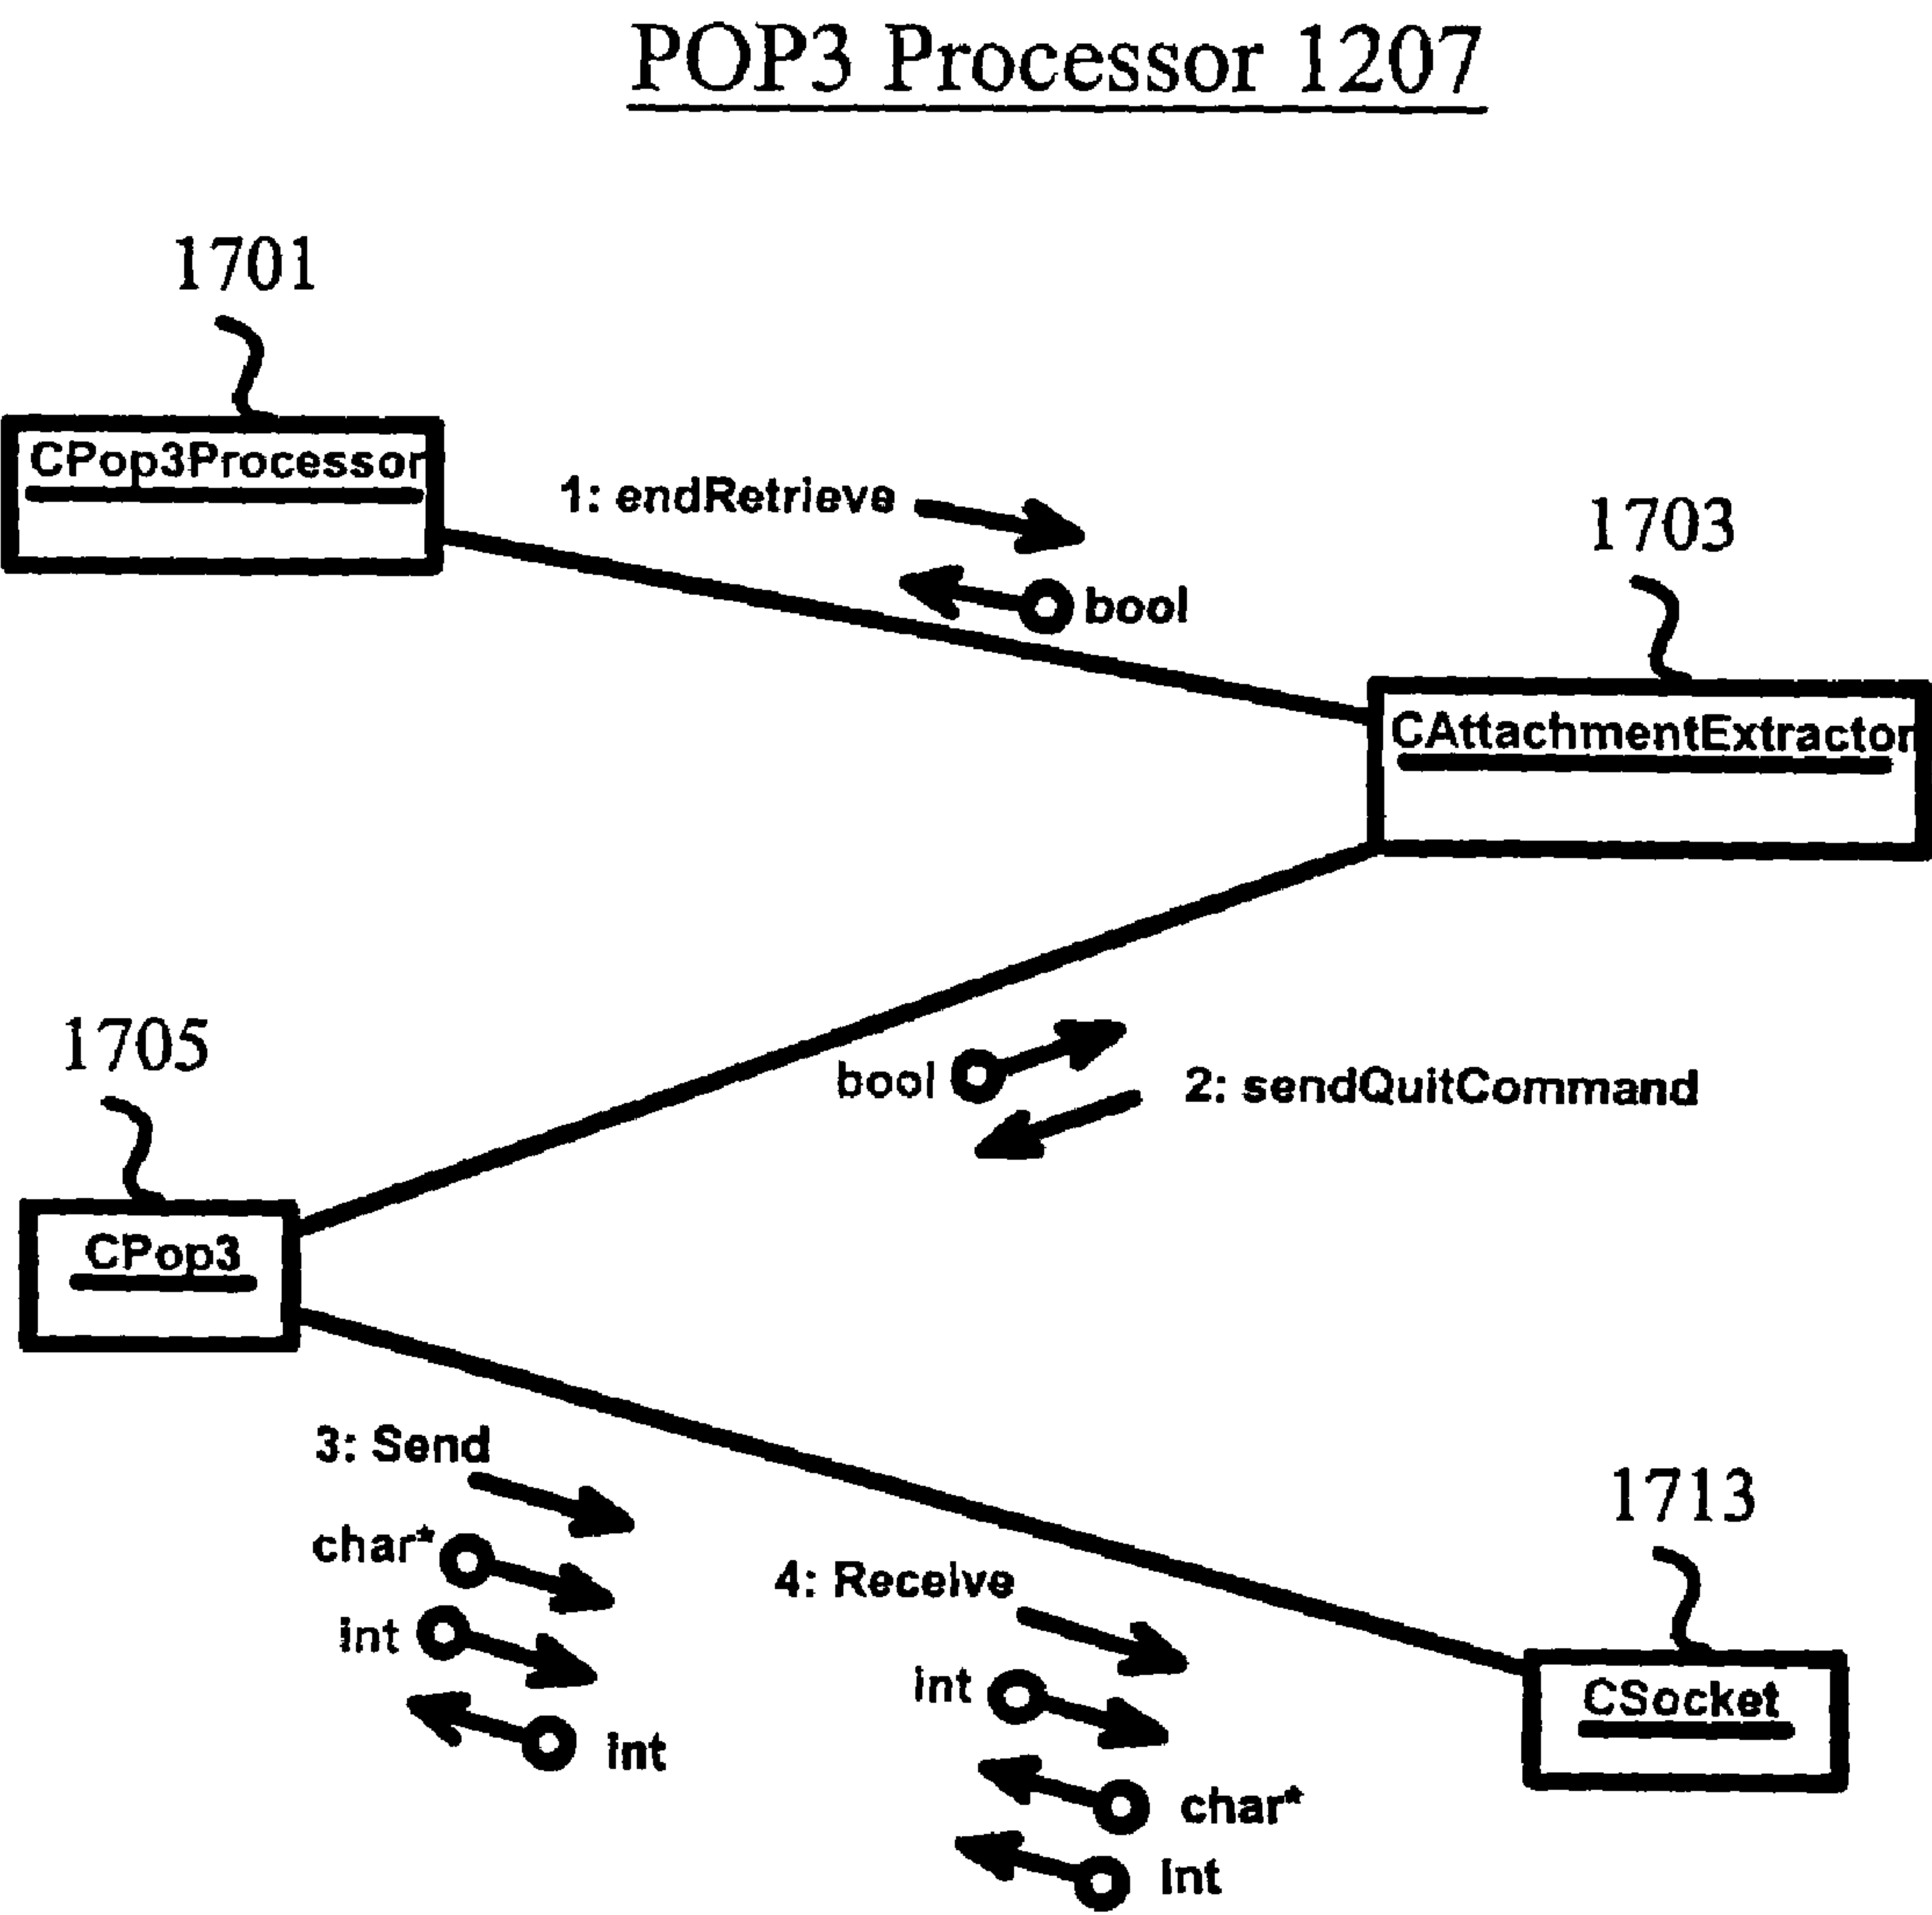 POP3 Processor 1207
1701
CPop3Processor
1: endRetrieve
bool
1703
CAttachmentExtractor
1705
bool
2: sendQuitCommand
CPop3
3: Send
char*
int
int
4: Receive
int
char*
int
1713
CSocket